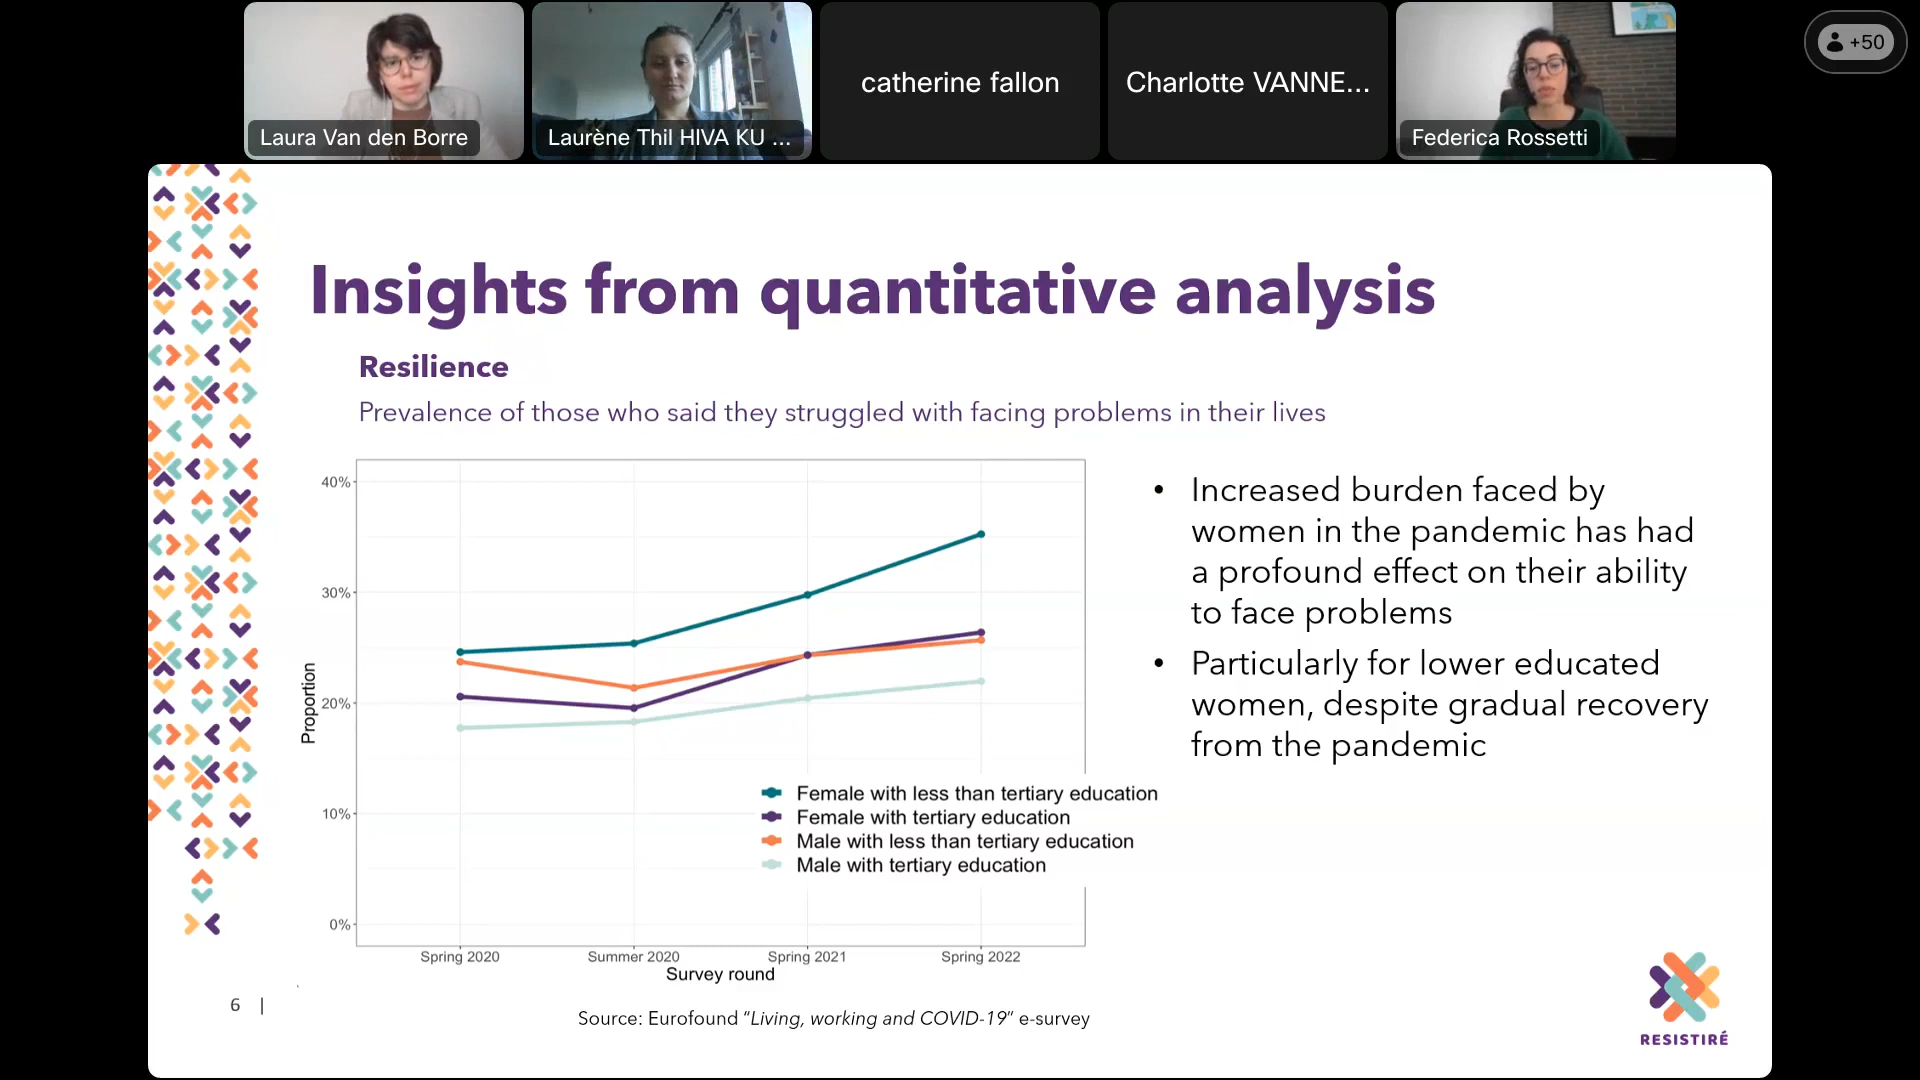 Laura Van den Borre
Laurène Thil HIVA KU ...
catherine fallon
Charlotte VANNE...
Federica Rossetti
+50
Insights from quantitative analysis
Resilience
Prevalence of those who said they struggled with facing problems in their lives
40%
30%
20%
10%
0%
Proportion
Female with less than tertiary education
Female with tertiary education
Male with less than tertiary education
Male with tertiary education
Spring 2020
Summer 2020
Spring 2021
Spring 2022
Survey round
• Increased burden faced by
women in the pandemic has had
a profound effect on their ability
to face problems
• Particularly for lower educated
women, despite gradual recovery
from the pandemic
6 |
Source: Eurofound “Living, working and COVID-19” e-survey
RESISTIRÉ